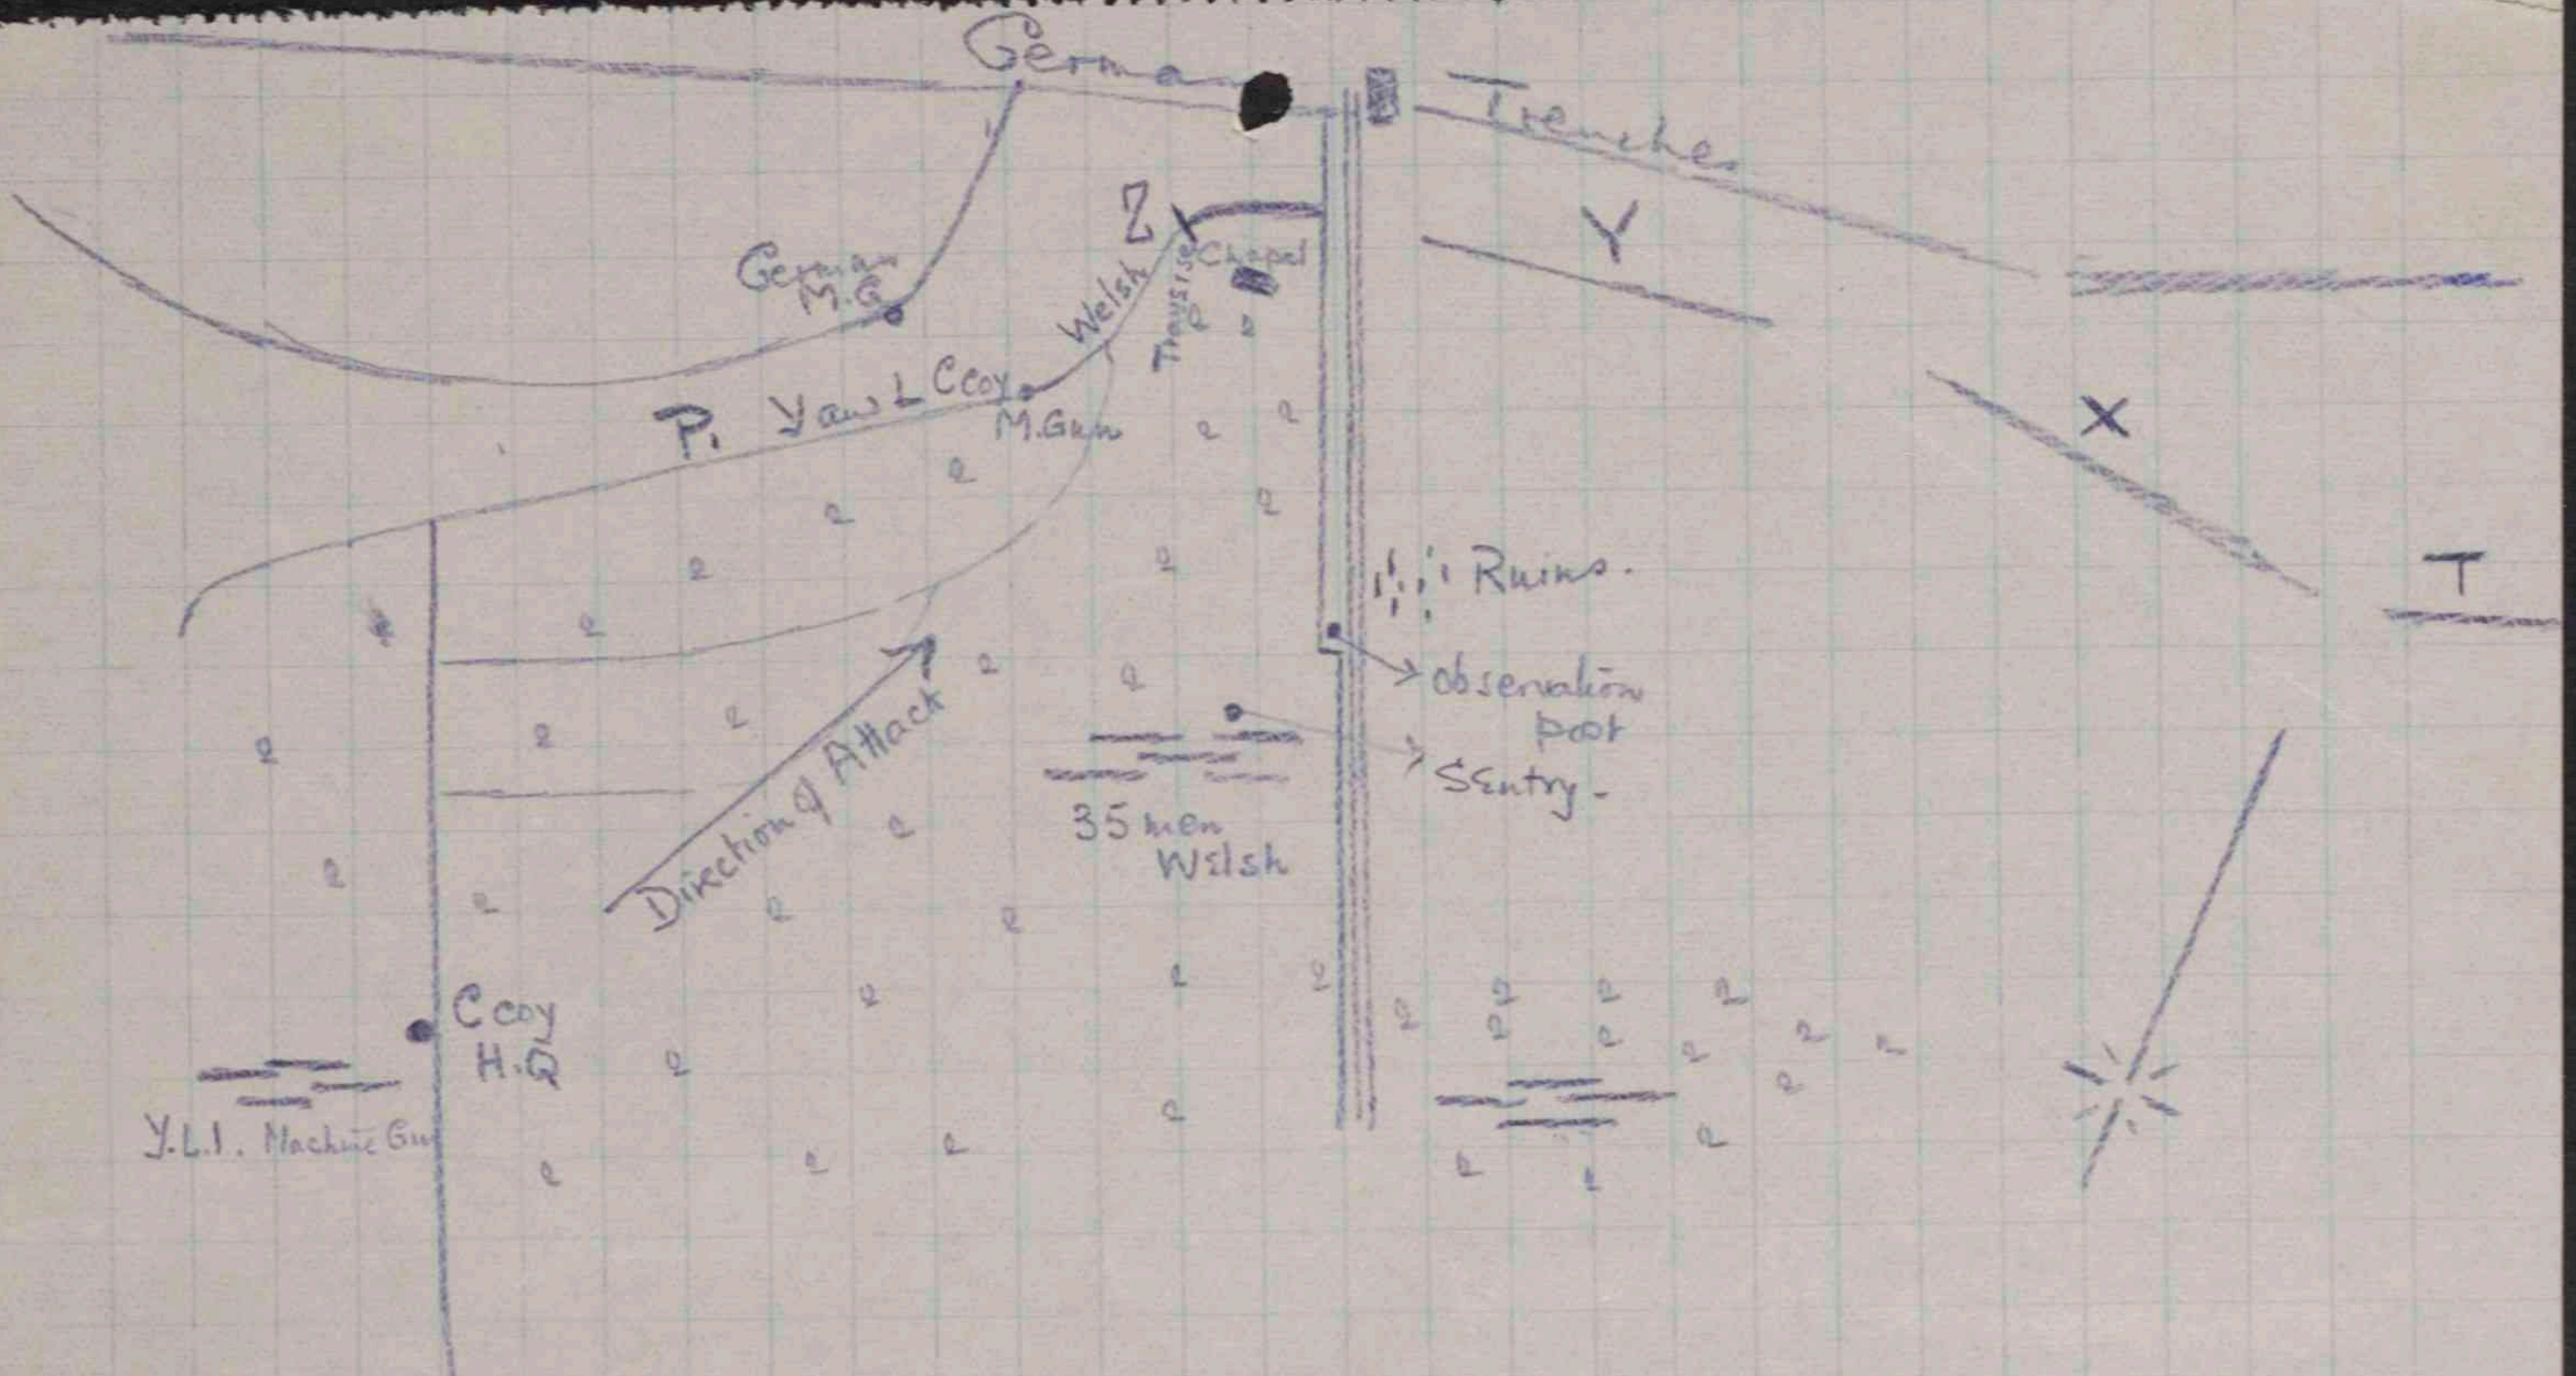 German Trenches
Z
Y
Chapel
German
M.G
Welsh
P. Y and L C coy
M. Gun
X
T
Ruins.
Observation
post
Sentry -
35 men
Welsh
Direction of Attack
C coy
H.Q
Y.L.I. Machine Gun